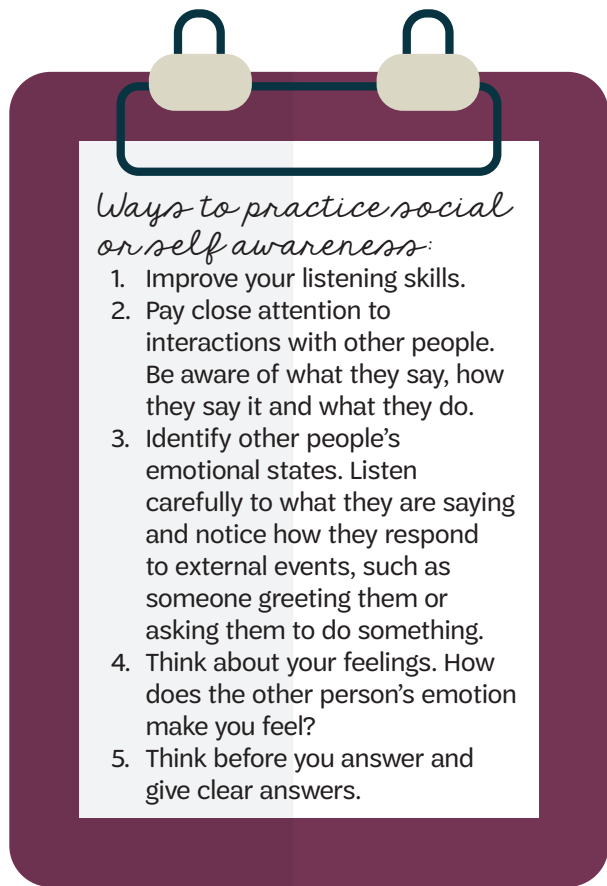 Ways to practice social
or self awareness:
1. Improve your listening skills.
2. Pay close attention to
interactions with other people.
Be aware of what they say, how
they say it and what they do.
3. Identify other people’s
emotional states. Listen
carefully to what they are saying
and notice how they respond
to external events, such as
someone greeting them or
asking them to do something.
4. Think about your feelings. How
does the other person’s emotion
make you feel?
5. Think before you answer and
give clear answers.